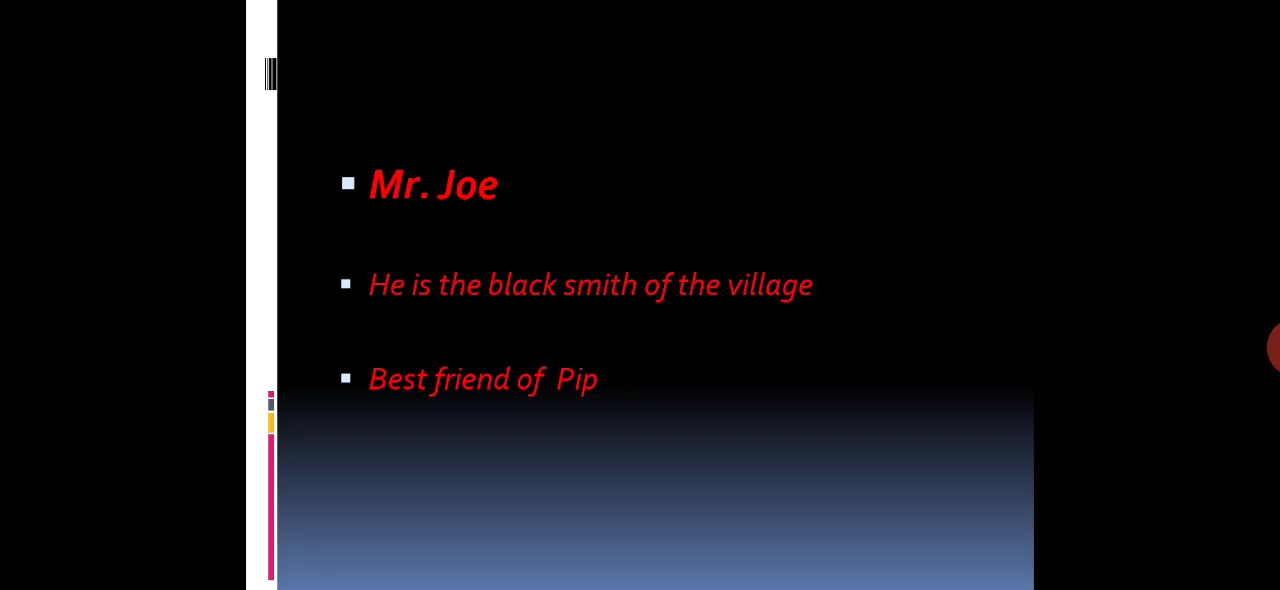 Mr. Joe
He is the black smith of the village
Best friend of Pip